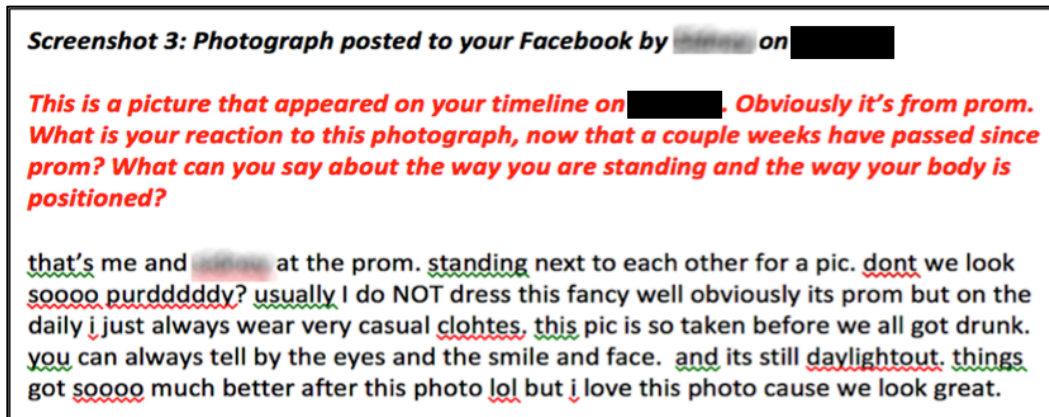 Screenshot 3: Photograph posted to your Facebook by on
This is a picture that appeared on your timeline on . Obviously it's from prom.
What is your reaction to this photograph, now that a couple weeks have passed since
prom? What can you say about the way you are standing and the way your body is
positioned?
that's me and at the prom. standing next to each other for a pic. dont we look
soooo purdddddy? usually I do NOT dress this fancy well obviously its prom but on the
daily i just always wear very casual clohtes. this pic is so taken before we all got drunk.
you can always tell by the eyes and the smile and face. and its still daylightout. things
got soooo much better after this photo lol but i love this photo cause we look great.